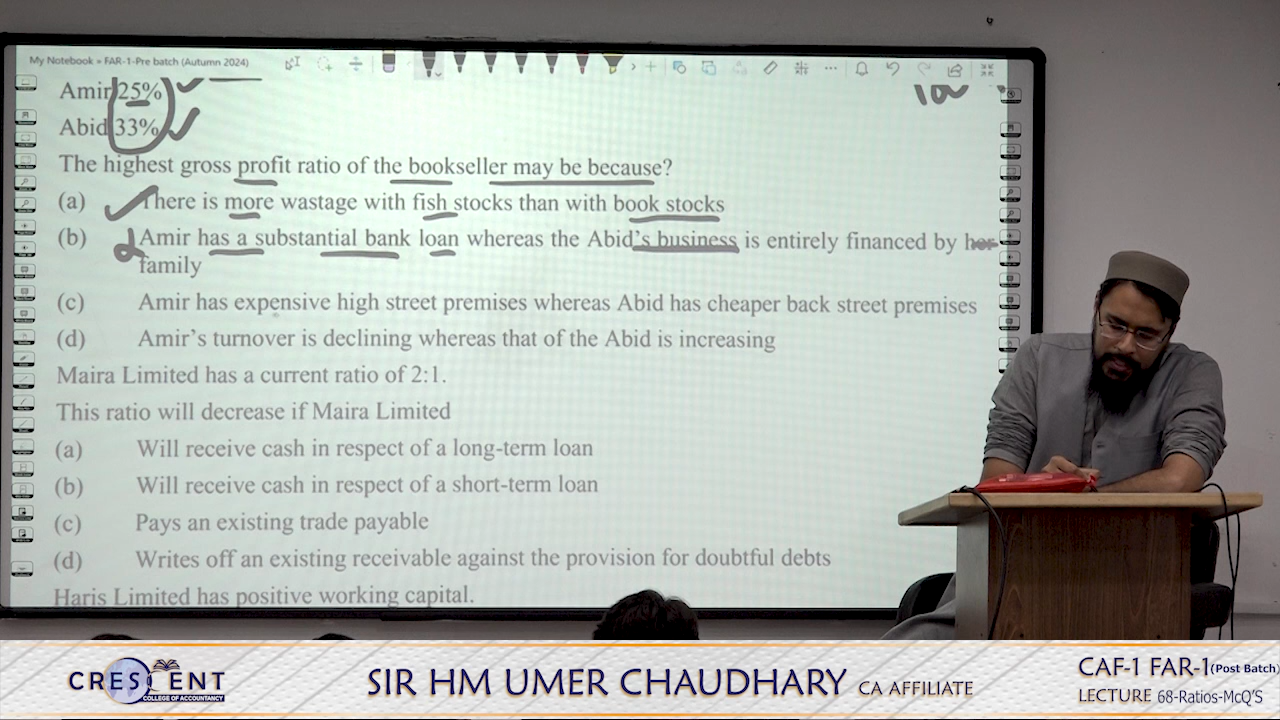 My Notebook » FAR-1-Pre batch (Autumn 2024)
Amir 25%
Abid 33%
The highest gross profit ratio of the bookseller may be because?
(a) There is more wastage with fish stocks than with book stocks
(b) Amir has a substantial bank loan whereas the Abid's business is entirely financed by her
family
(c) Amir has expensive high street premises whereas Abid has cheaper back street premises
(d) Amir's turnover is declining whereas that of the Abid is increasing
Maira Limited has a current ratio of 2:1.
This ratio will decrease if Maira Limited
(a) Will receive cash in respect of a long-term loan
(b) Will receive cash in respect of a short-term loan
(c) Pays an existing trade payable
(d) Writes off an existing receivable against the provision for doubtful debts
Haris Limited has positive working capital.
CRESCENT
COLLEGE OF ACCOUNTANCY
SIR HM UMER CHAUDHARY CA AFFILIATE
CAF-1 FAR-1(Post Batch)
LECTURE 68-Ratios-McQ'S